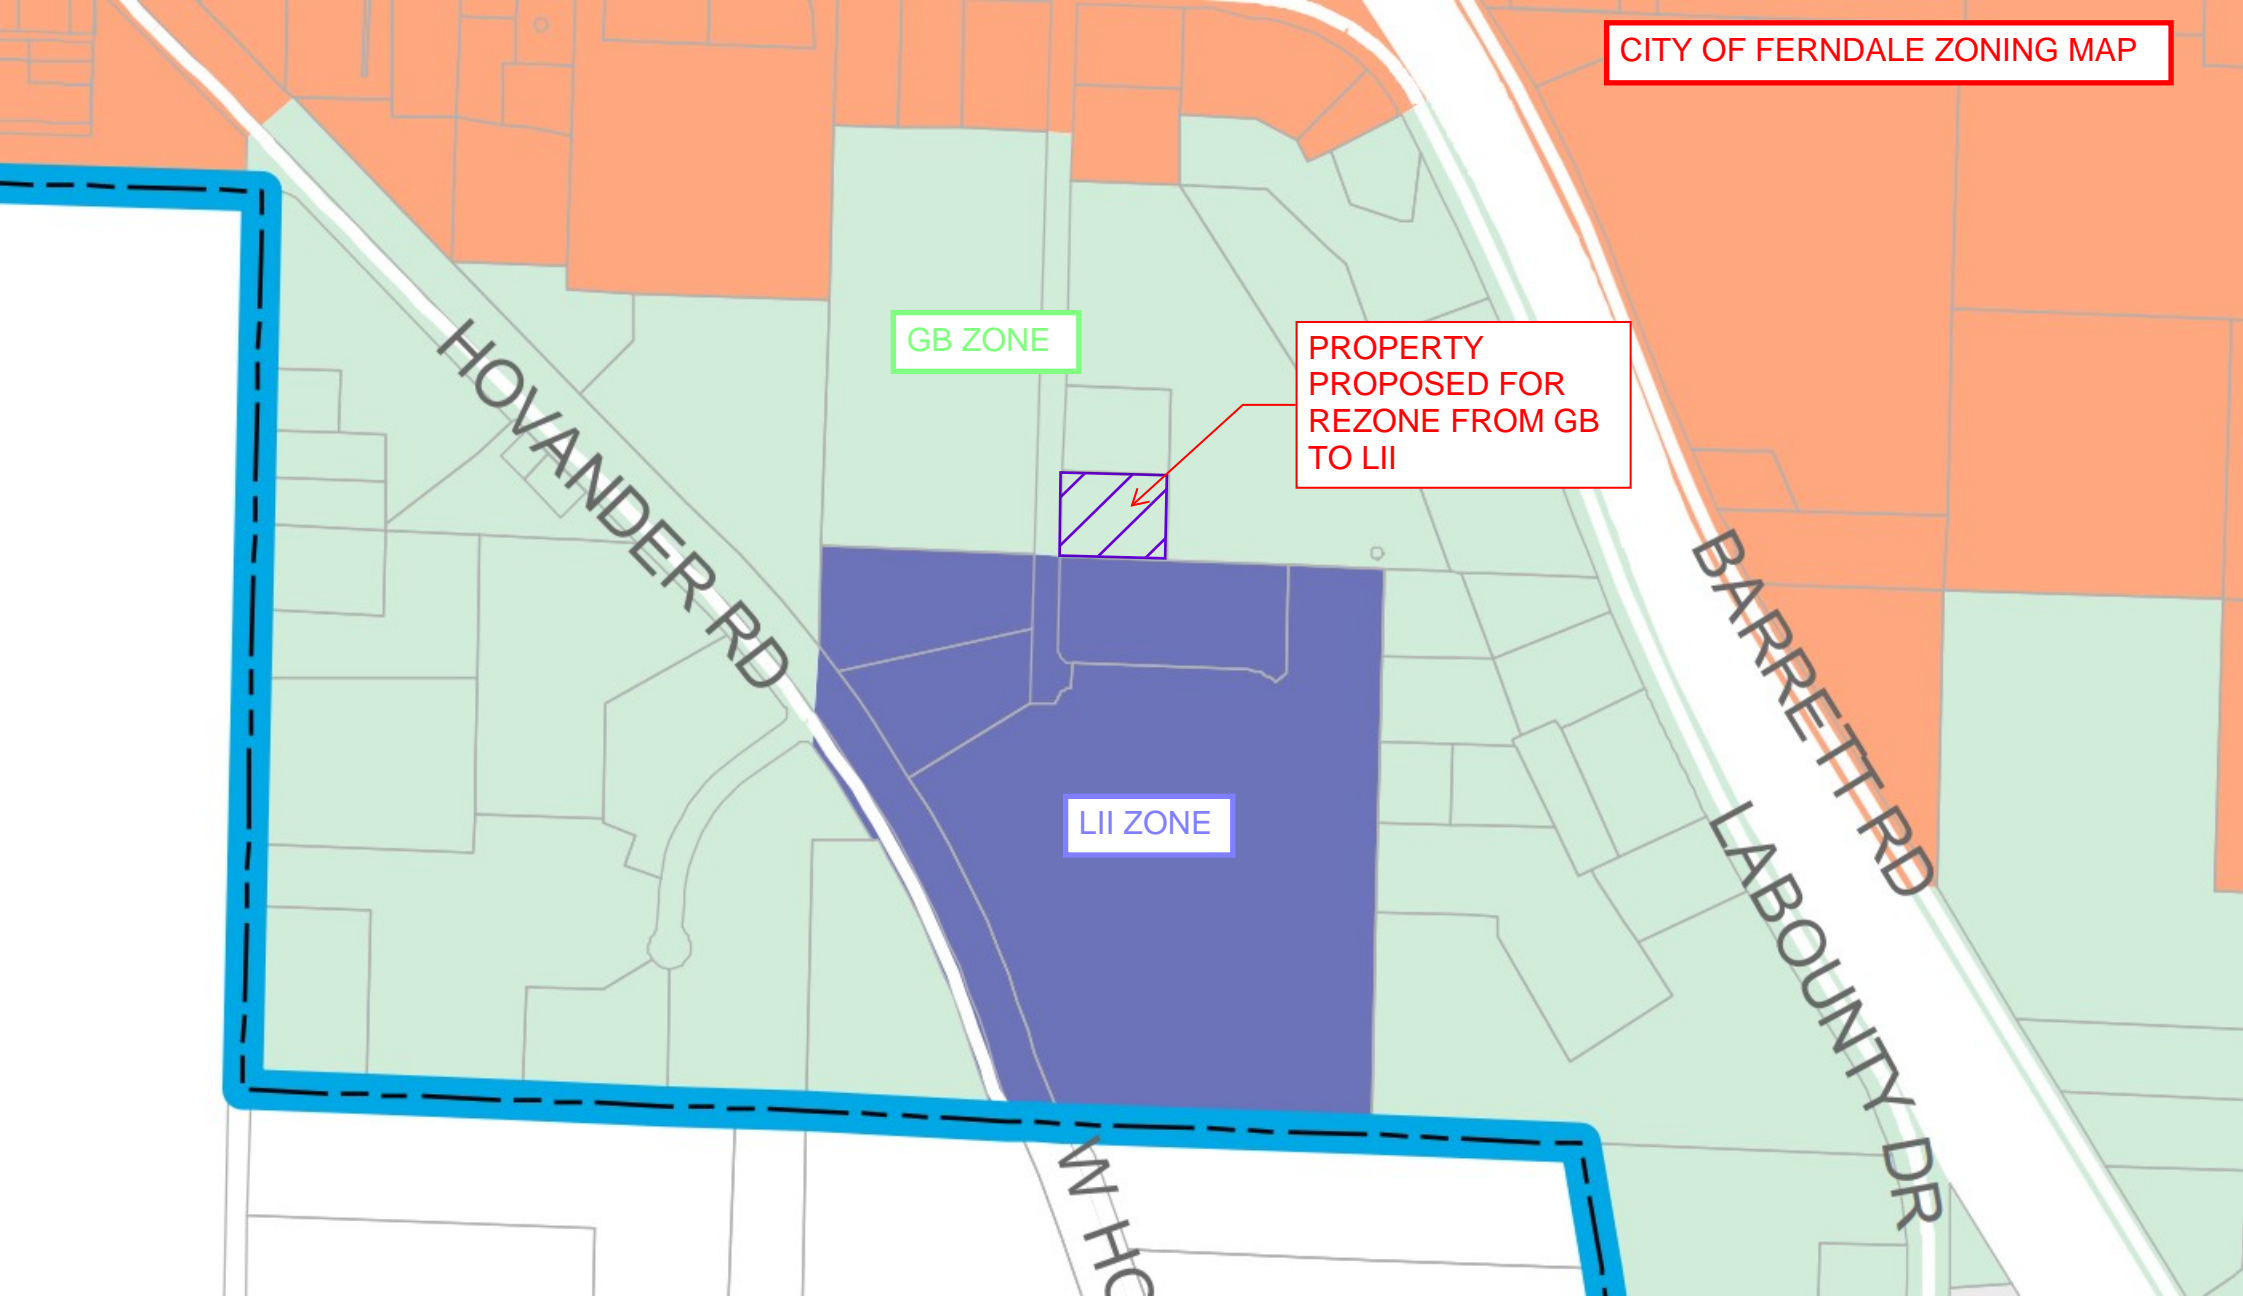 CITY OF FERNDALE ZONING MAP
GB ZONE
PROPERTY
PROPOSED FOR
REZONE FROM GB
TO LII
HOVANDER RD
BARRETT RD
LII ZONE
LABOUNTY DR
W HO